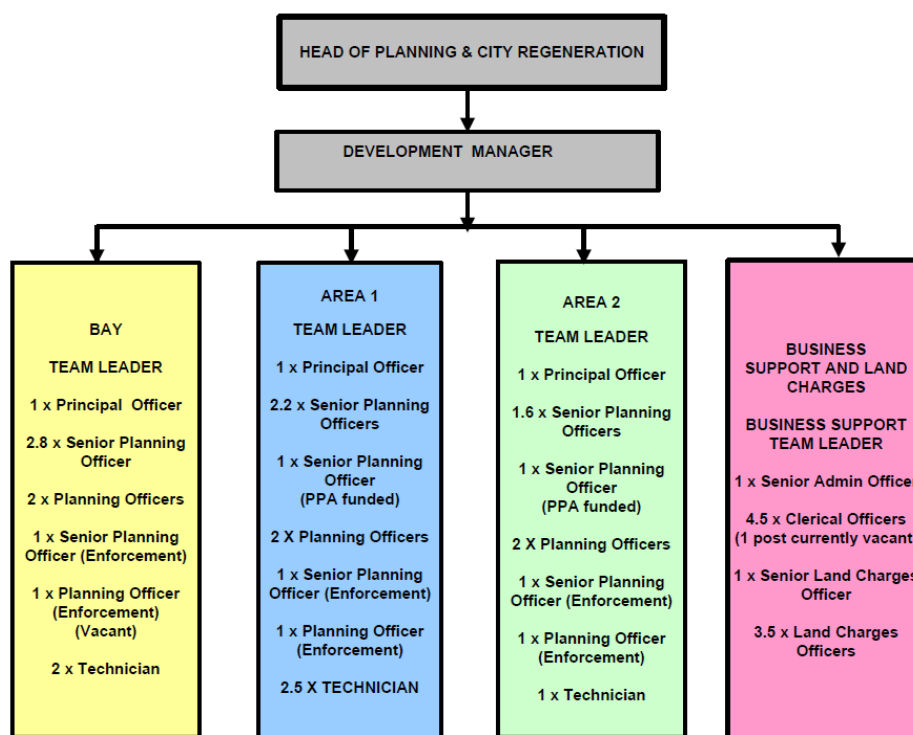 HEAD OF PLANNING & CITY REGENERATION
DEVELOPMENT MANAGER
BAY
TEAM LEADER
1 x Principal Officer
2.8 x Senior Planning
Officer
2 x Planning Officers
1 x Senior Planning
Officer (Enforcement)
1 x Planning Officer
(Enforcement)
(Vacant)
2 x Technician
AREA 1
TEAM LEADER
1 x Principal Officer
2.2 x Senior Planning
Officers
1 x Senior Planning
Officer
(PPA funded)
2 X Planning Officers
1 x Senior Planning
Officer (Enforcement)
1 x Planning Officer
(Enforcement)
2.5 X TECHNICIAN
AREA 2
TEAM LEADER
1 x Principal Officer
1.6 x Senior Planning
Officers
1 x Senior Planning
Officer
(PPA funded)
2 X Planning Officers
1 x Senior Planning
Officer (Enforcement)
1 x Planning Officer
(Enforcement)
1 x Technician
BUSINESS
SUPPORT AND LAND
CHARGES
BUSINESS SUPPORT
TEAM LEADER
1 x Senior Admin Officer
4.5 x Clerical Officers
(1 post currently vacant
1 x Senior Land Charges
Officer
3.5 x Land Charges
Officers